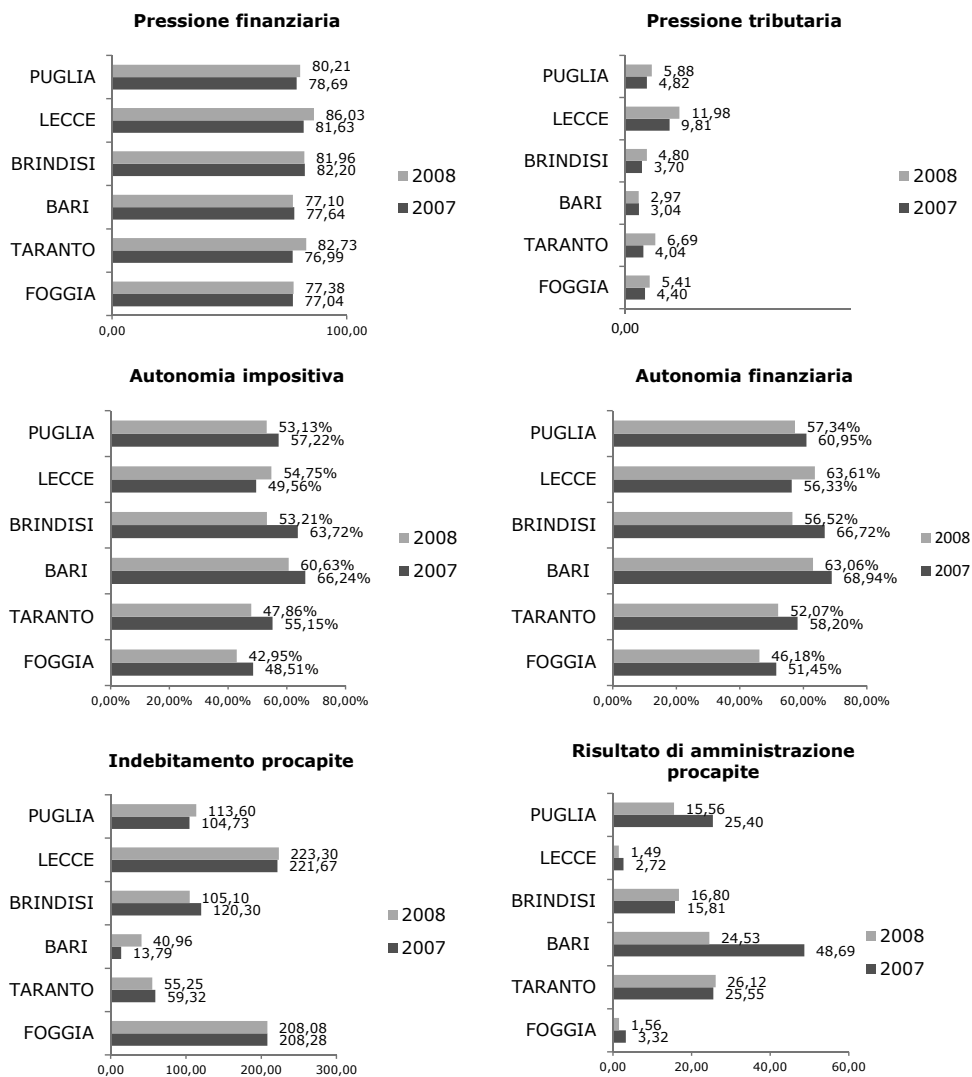 Pressione finanziaria
PUGLIA 80,21
78,69
LECCE 86,03
81,63
BRINDISI 81,96
82,20
BARI 77,10
77,64
TARANTO 82,73
76,99
FOGGIA 77,38
77,04
2008
2007
0,00 100,00
Pressione tributaria
PUGLIA 5,88
4,82
LECCE 11,98
9,81
BRINDISI 4,80
3,70
BARI 2,97
3,04
TARANTO 6,69
4,04
FOGGIA 5,41
4,40
2008
2007
0,00
Autonomia impositiva
PUGLIA 53,13%
57,22%
LECCE 54,75%
49,56%
BRINDISI 53,21%
63,72%
BARI 60,63%
66,24%
TARANTO 47,86%
55,15%
FOGGIA 42,95%
48,51%
2008
2007
0,00% 20,00% 40,00% 60,00% 80,00%
Autonomia finanziaria
PUGLIA 57,34%
60,95%
LECCE 63,61%
56,33%
BRINDISI 56,52%
66,72%
BARI 63,06%
68,94%
TARANTO 52,07%
58,20%
FOGGIA 46,18%
51,45%
2008
2007
0,00% 20,00% 40,00% 60,00% 80,00%
Indebitamento procapite
PUGLIA 113,60
104,73
LECCE 223,30
221,67
BRINDISI 105,10
120,30
BARI 40,96
13,79
TARANTO 55,25
59,32
FOGGIA 208,08
208,28
2008
2007
0,00 100,00 200,00 300,00
Risultato di amministrazione
procapite
PUGLIA 15,56
25,40
LECCE 1,49
2,72
BRINDISI 16,80
15,81
BARI 24,53
48,69
TARANTO 26,12
25,55
FOGGIA 1,56
3,32
2008
2007
0,00 20,00 40,00 60,00